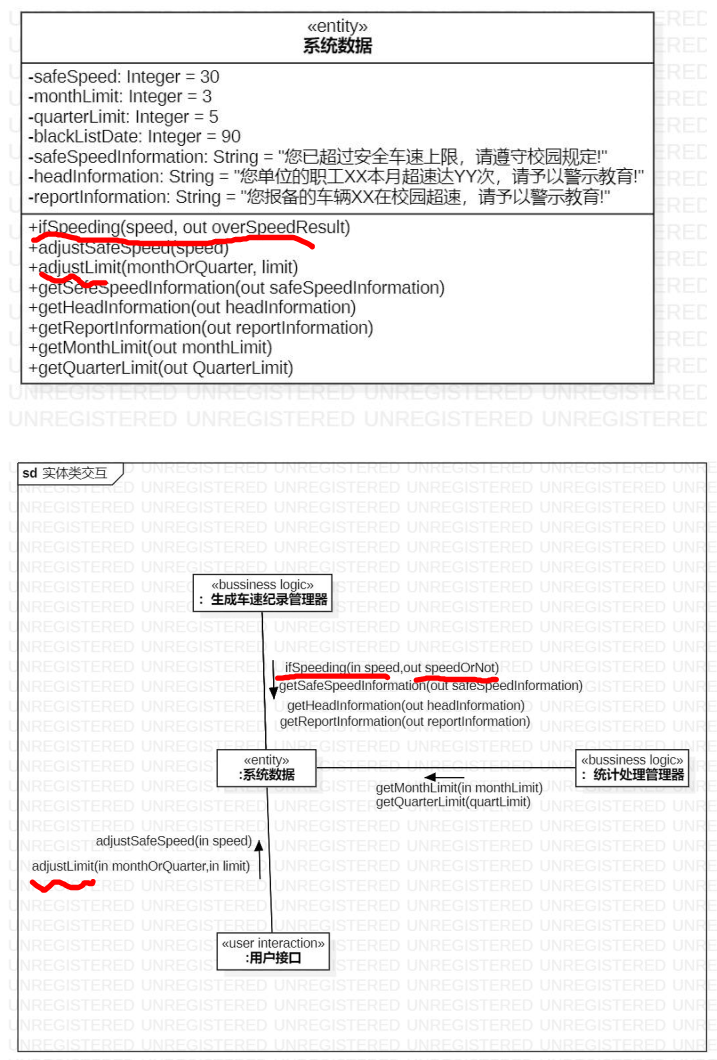 «entity»
系统数据
-safeSpeed: Integer = 30
-monthLimit: Integer = 3
-quarterLimit: Integer = 5
-blackListDate: Integer = 90
-safeSpeedInformation: String = "您已超过安全车速上限，请遵守校园规定!"
-headInformation: String = "您单位的职工XX本月超速达YY次，请予以警示教育!"
-reportInformation: String = "您报备的车辆XX在校园超速，请予以警示教育!"
+ifSpeeding(speed, out overSpeedResult)
+adjustSafeSpeed(speed)
+adjustLimit(monthOrQuarter, limit)
+getSefeSpeedInformation(out safeSpeedInformation)
+getHeadInformation(out headInformation)
+getReportInformation(out reportInformation)
+getMonthLimit(out monthLimit)
+getQuarterLimit(out QuarterLimit)
UNREGISTERED UNREGISTERED UNREGISTERED UNREGISTERED
sd 实体类交互
«bussiness logic»
：生成车速纪录管理器
ifSpeeding(in speed,out speedOrNot)
getSafeSpeedInformation(out safeSpeedInformation)
getHeadInformation(out headInformation)
getReportInformation(out reportInformation)
«entity»
:系统数据
«bussiness logic»
：统计处理管理器
getMonthLimit(in monthLimit)
getQuarterLimit(quartLimit)
adjustSafeSpeed(in speed)
adjustLimit(in monthOrQuarter,in limit)
«user interaction»
:用户接口